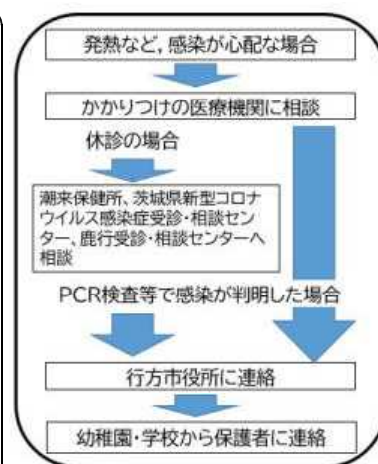 発熱など，感染が心配な場合
かかりつけの医療機関に相談
休診の場合
潮来保健所、茨城県新型コロナ
ウイルス感染症受診・相談セン
ター、鹿行受診・相談センターへ
相談
PCR検査等で感染が判明した場合
行方市役所に連絡
幼稚園・学校から保護者に連絡